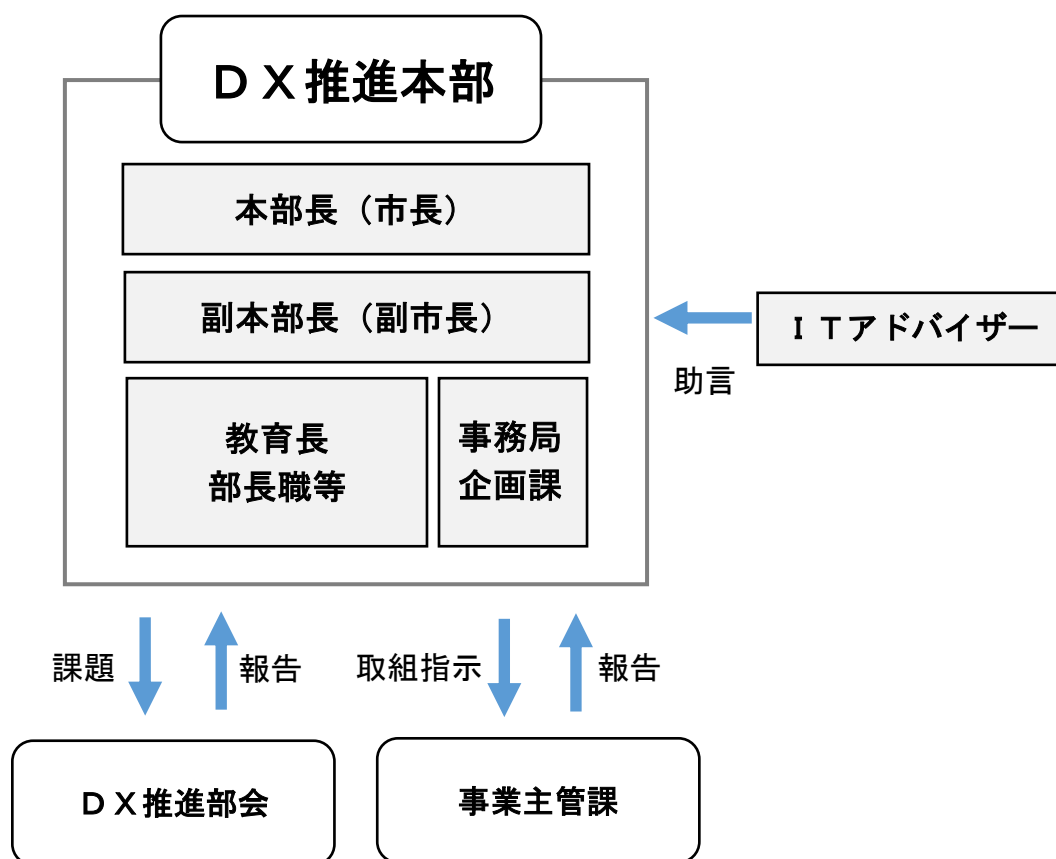 ＤＸ推進本部
本部長（市長）
副本部長（副市長）
ＩＴアドバイザー
助言
教育長
部長職等
事務局
企画課
課題
報告
取組指示
報告
ＤＸ推進部会
事業主管課